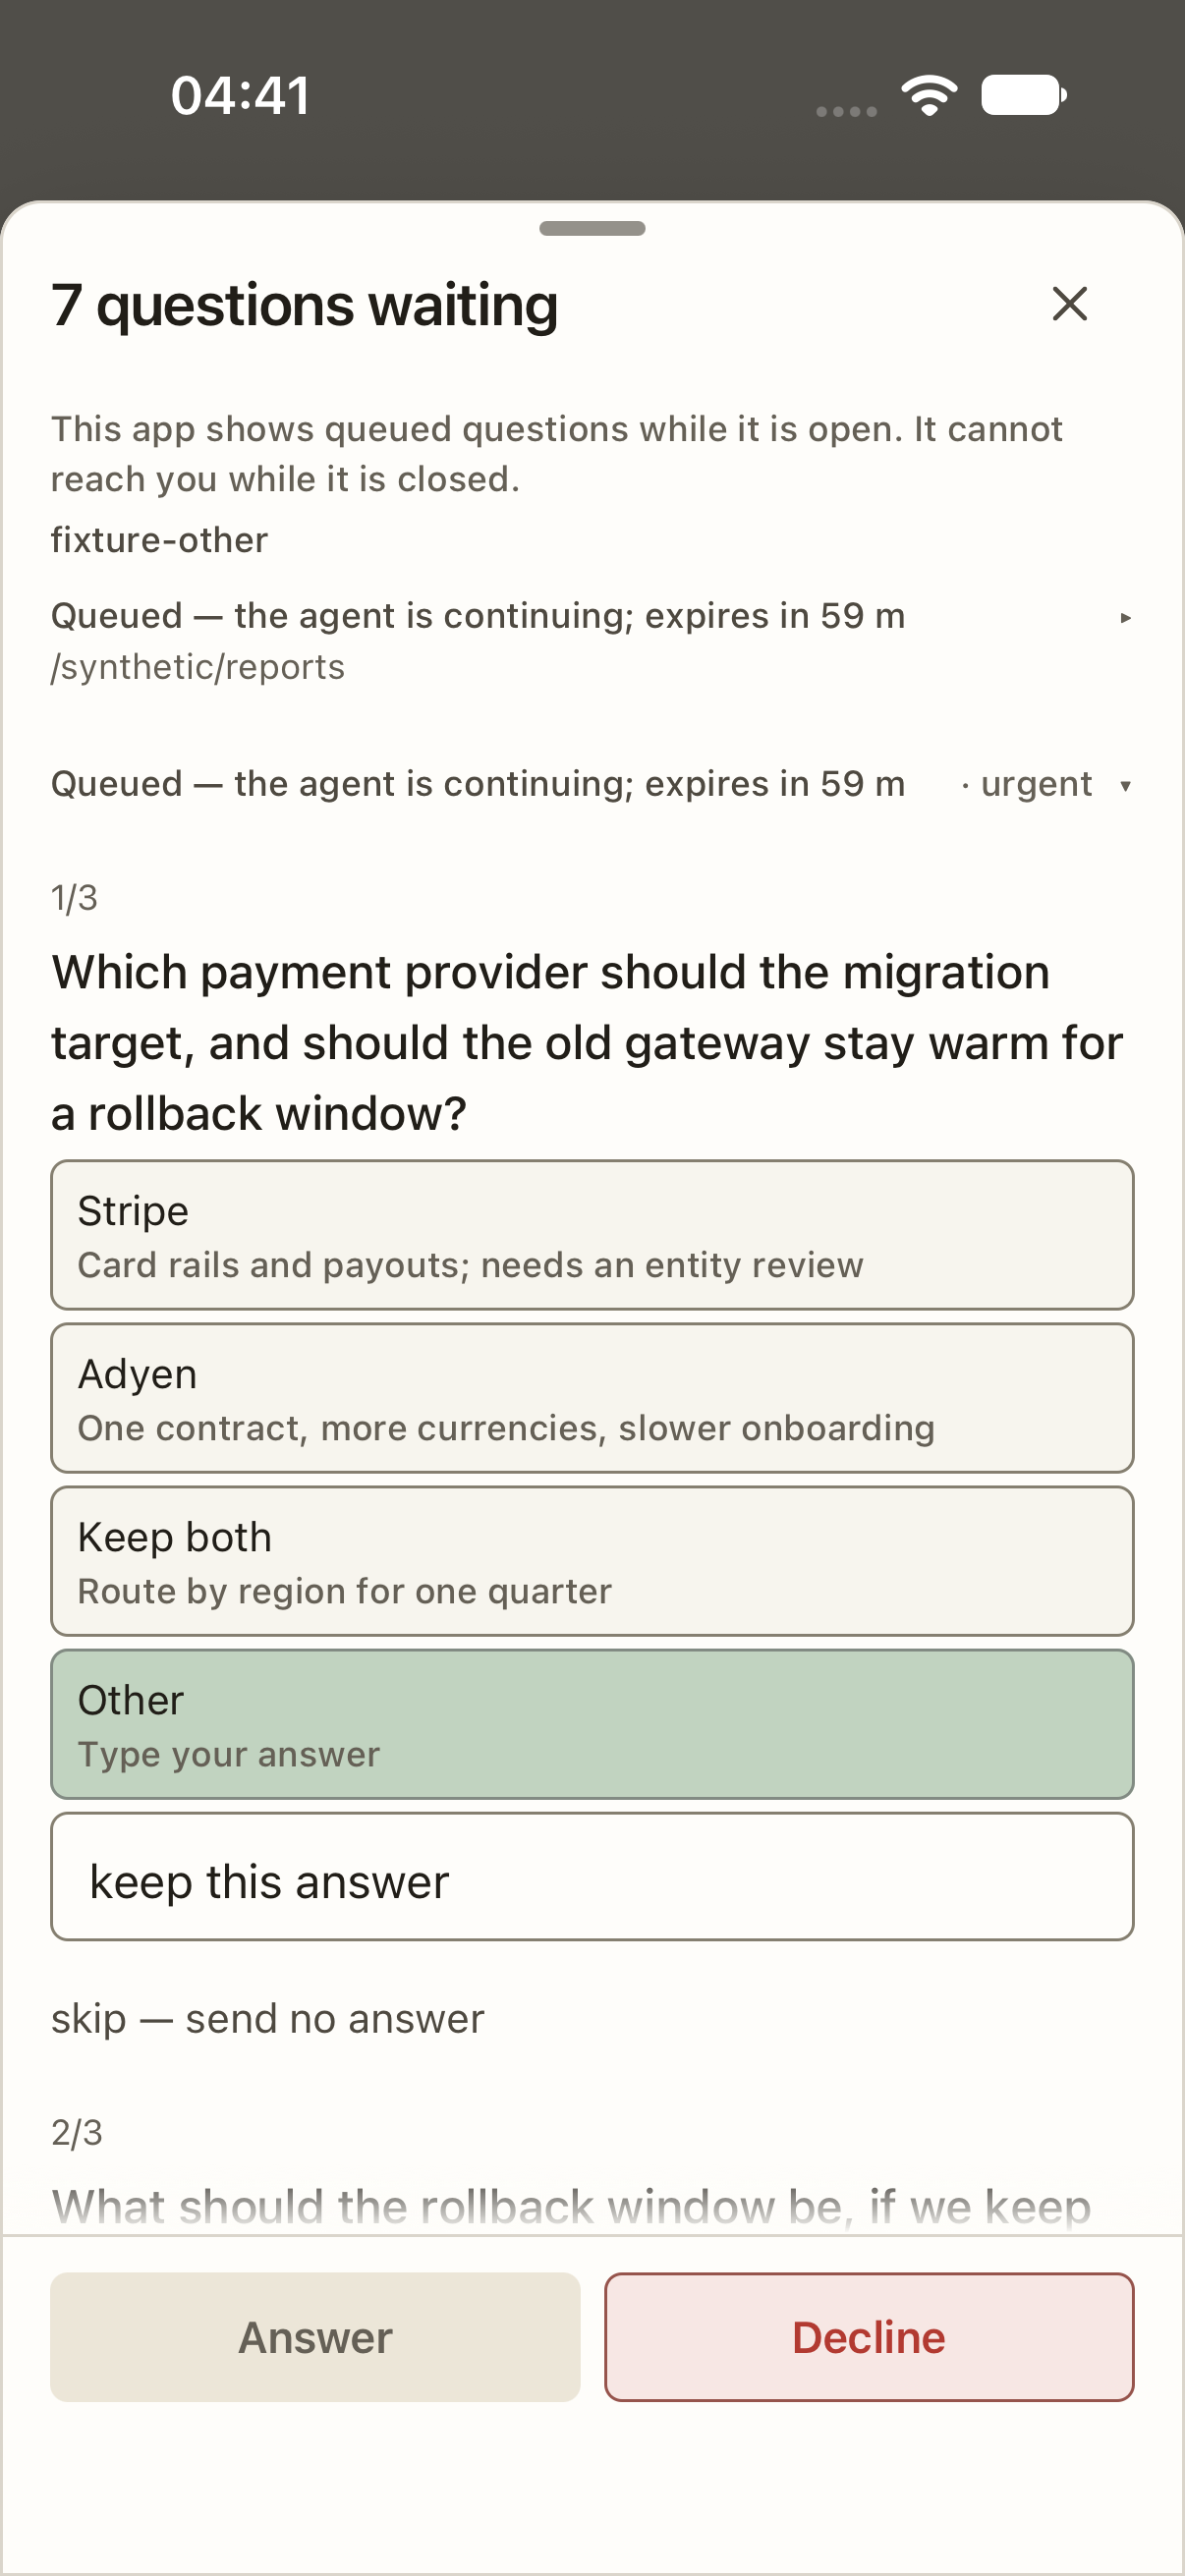 04:41
7 questions waiting
This app shows queued questions while it is open. It cannot
reach you while it is closed.
fixture-other
Queued — the agent is continuing; expires in 59 m
/synthetic/reports
Queued — the agent is continuing; expires in 59 m · urgent
1/3
Which payment provider should the migration
target, and should the old gateway stay warm for
a rollback window?
Stripe
Card rails and payouts; needs an entity review
Adyen
One contract, more currencies, slower onboarding
Keep both
Route by region for one quarter
Other
Type your answer
keep this answer
skip — send no answer
2/3
What should the rollback window be, if we keep
Answer
Decline